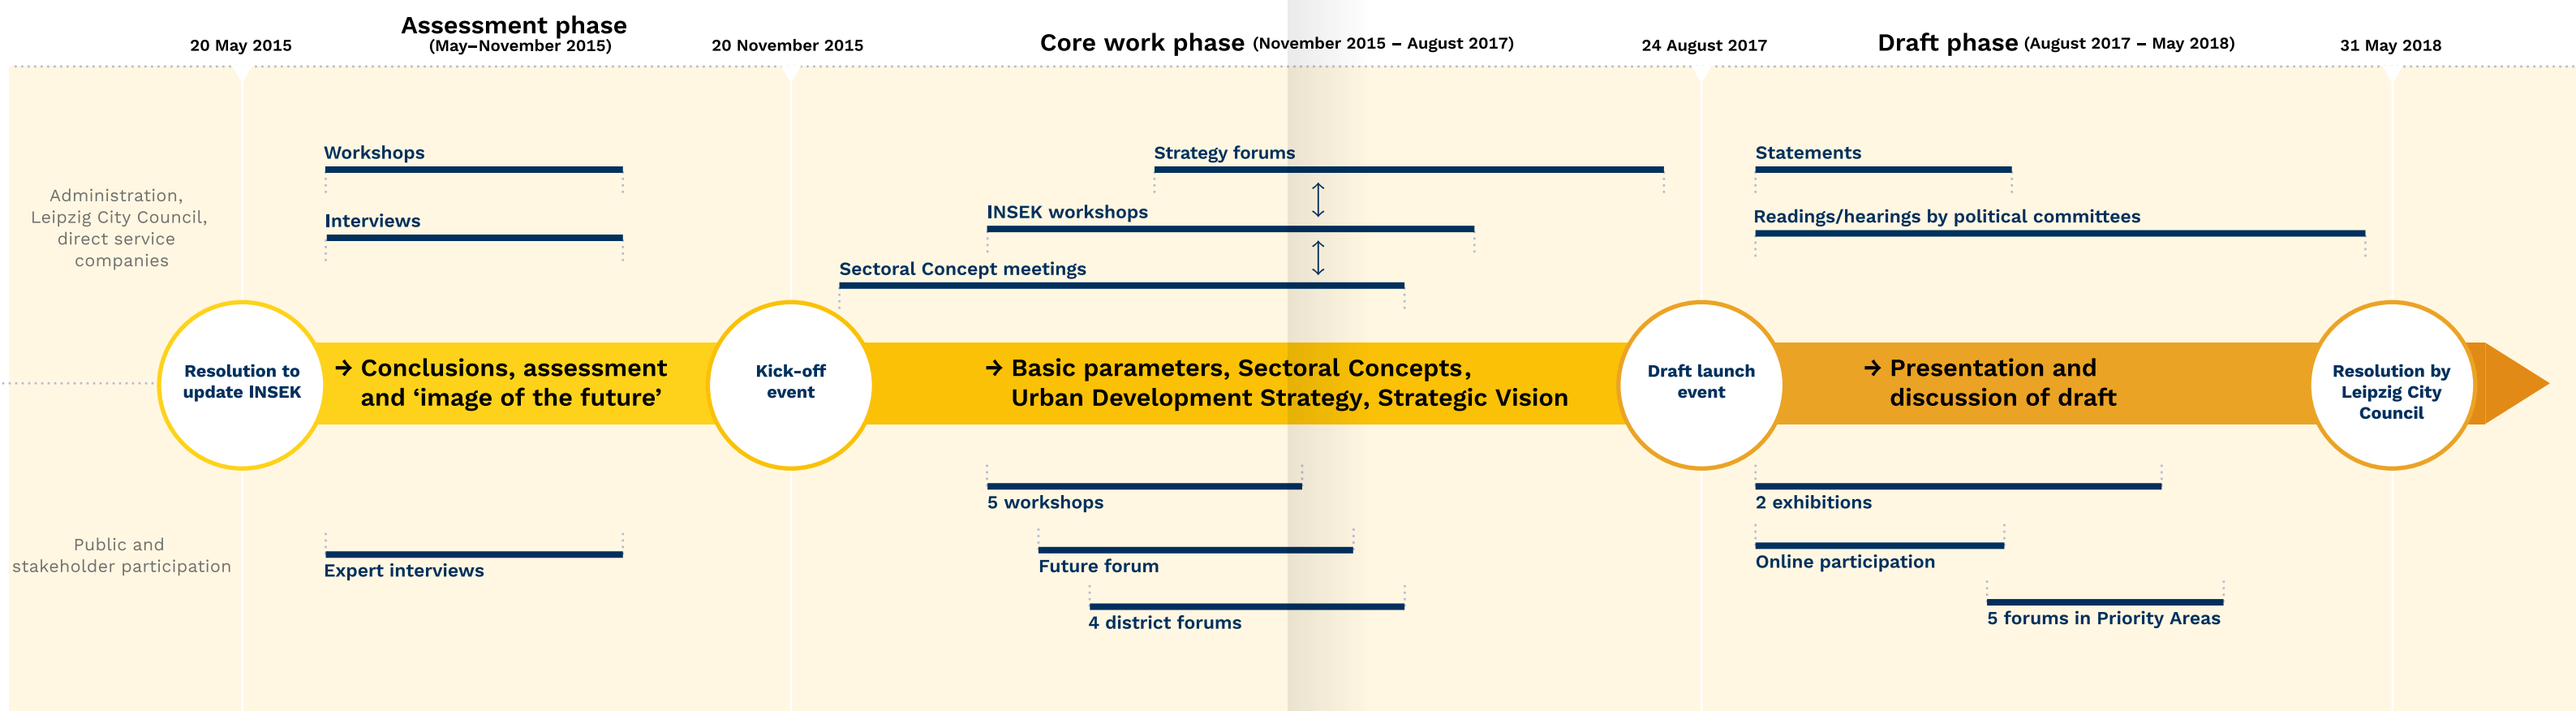 Assessment phase
(May–November 2015)
20 May 2015
20 November 2015
Core work phase (November 2015 – August 2017)
24 August 2017
Draft phase (August 2017 – May 2018)
31 May 2018
Administration,
Leipzig City Council,
direct service
companies
Workshops
Interviews
Strategy forums
INSEK workshops
Sectoral Concept meetings
Statements
Readings/hearings by political committees
Resolution to
update INSEK
→ Conclusions, assessment
and ‘image of the future’
Kick-off
event
→ Basic parameters, Sectoral Concepts,
Urban Development Strategy, Strategic Vision
Draft launch
event
→ Presentation and
discussion of draft
Resolution by
Leipzig City
Council
Public and
stakeholder participation
Expert interviews
5 workshops
Future forum
4 district forums
2 exhibitions
Online participation
5 forums in Priority Areas